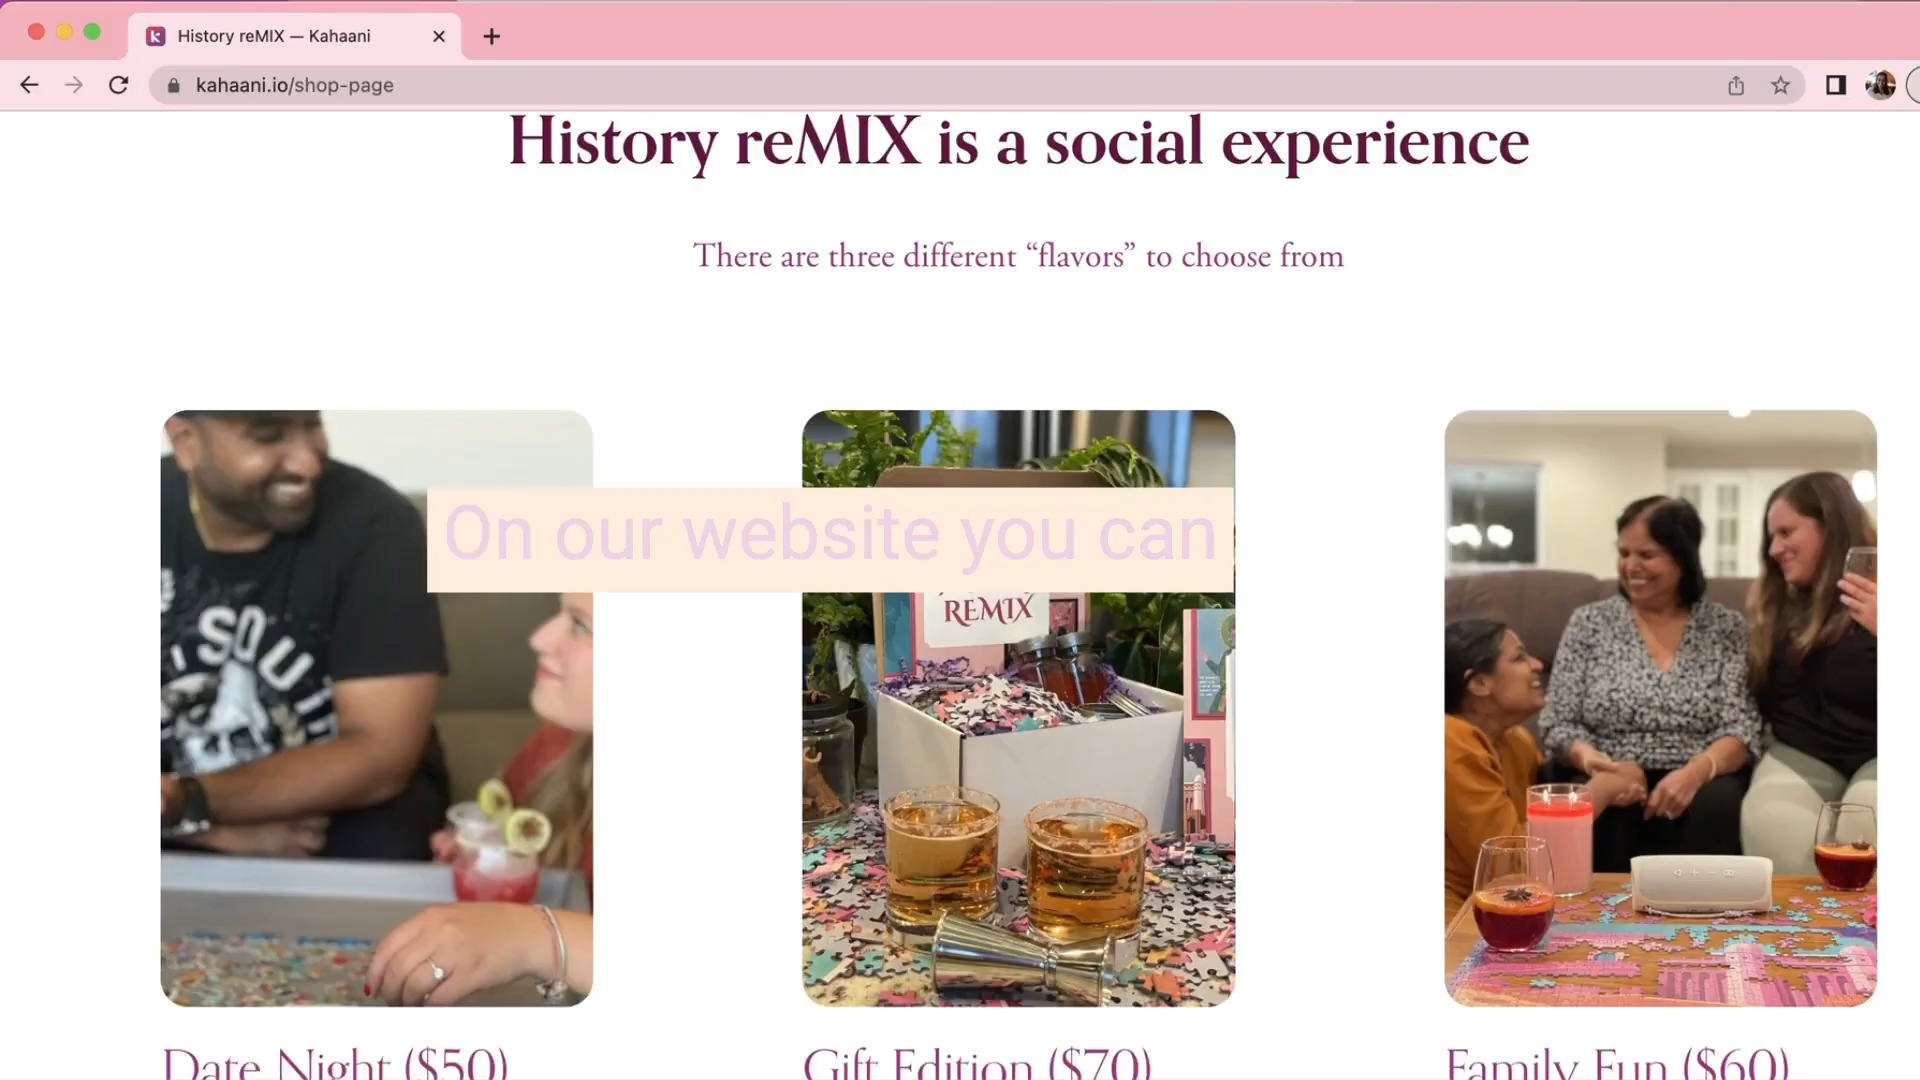 History reMIX — Kahaani
kahaani.io/shop-page
History reMIX is a social experience
There are three different “flavors” to choose from
On our website you can
REMIX
Date Night ($50)
Gift Edition ($70)
Family Fun ($60)